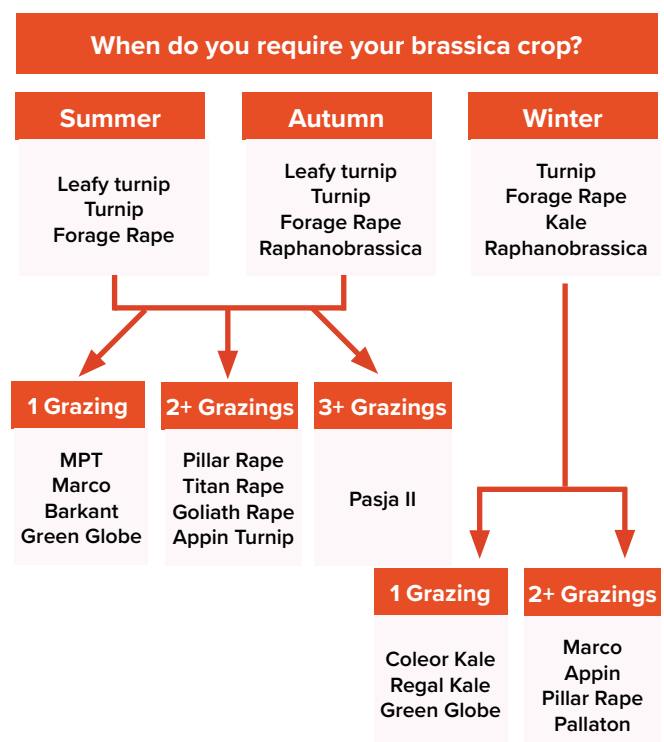 When do you require your brassica crop?
Summer
Leafy turnip
Turnip
Forage Rape
Autumn
Leafy turnip
Turnip
Forage Rape
Raphanobrassica
Winter
Turnip
Forage Rape
Kale
Raphanobrassica
1 Grazing
MPT
Marco
Barkant
Green Globe
2+ Grazings
Pillar Rape
Titan Rape
Goliath Rape
Appin Turnip
3+ Grazings
Pasja II
1 Grazing
Coleor Kale
Regal Kale
Green Globe
2+ Grazings
Marco
Appin
Pillar Rape
Pallaton